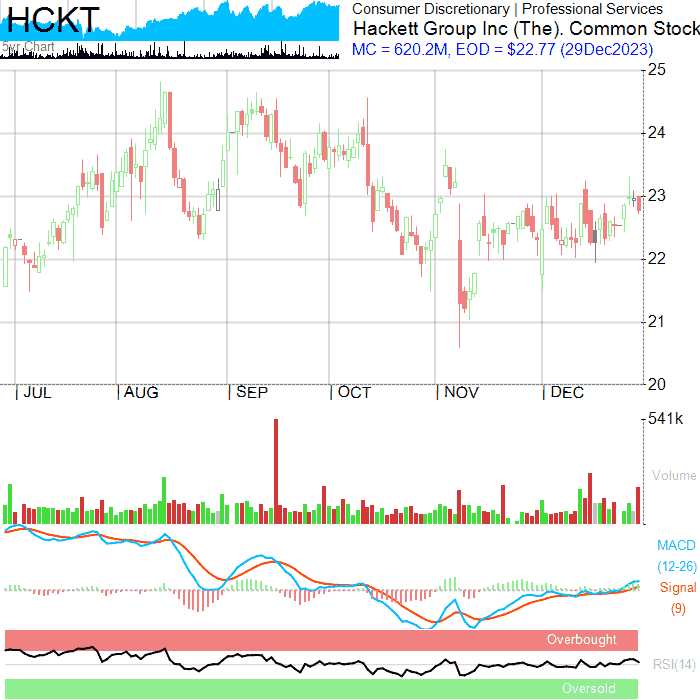 HCKT
5yr Chart
Consumer Discretionary | Professional Services
Hackett Group Inc (The). Common Stock
MC = 620.2M, EOD = $22.77 (29Dec2023)
25
24
23
22
21
20
JUL
AUG
SEP
OCT
NOV
DEC
541k
Volume
MACD
(12-26)
Signal
(9)
Overbought
RSI(14)
Oversold